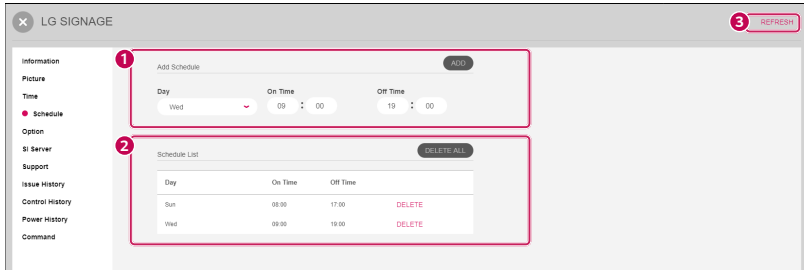 LG SIGNAGE
3
REFRESH
Information
Picture
Time
Schedule
Option
SI Server
Support
Issue History
Control History
Power History
Command
1
Add Schedule
ADD
Day On Time Off Time
Wed 09 : 00 19 : 00
2
Schedule List
DELETE ALL
Day On Time Off Time
Sun 08:00 17:00 DELETE
Wed 09:00 19:00 DELETE